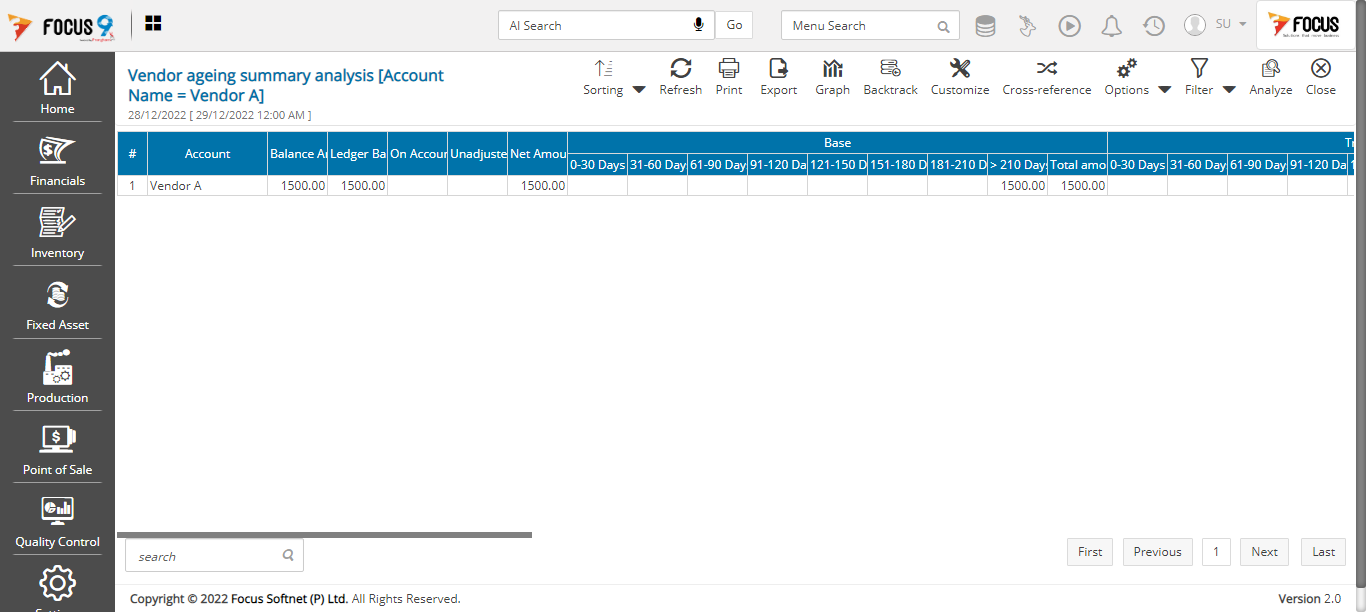 FOCUS 9
AI Search
Go
Menu Search
SU
FOCUS
Home
Financials
Inventory
Fixed Asset
Production
Point of Sale
Quality Control
Vendor ageing summary analysis [Account
Name = Vendor A]
28/12/2022 [ 29/12/2022 12:00 AM ]
Sorting Refresh Print Export Graph Backtrack Customize Cross-reference Options Filter Analyze Close
Base
# Account Balance A Ledger Ba On Accour Unadjuste Net Amou
0-30 Days 31-60 Day 61-90 Day 91-120 Da 121-150 D 151-180 D 181-210 D > 210 Day Total amo 0-30 Days 31-60 Day 61-90 Day 91-120 Da
1 Vendor A 1500.00 1500.00 1500.00 1500.00 1500.00
search
First Previous 1 Next Last
Copyright © 2022 Focus Softnet (P) Ltd. All Rights Reserved.
Version 2.0